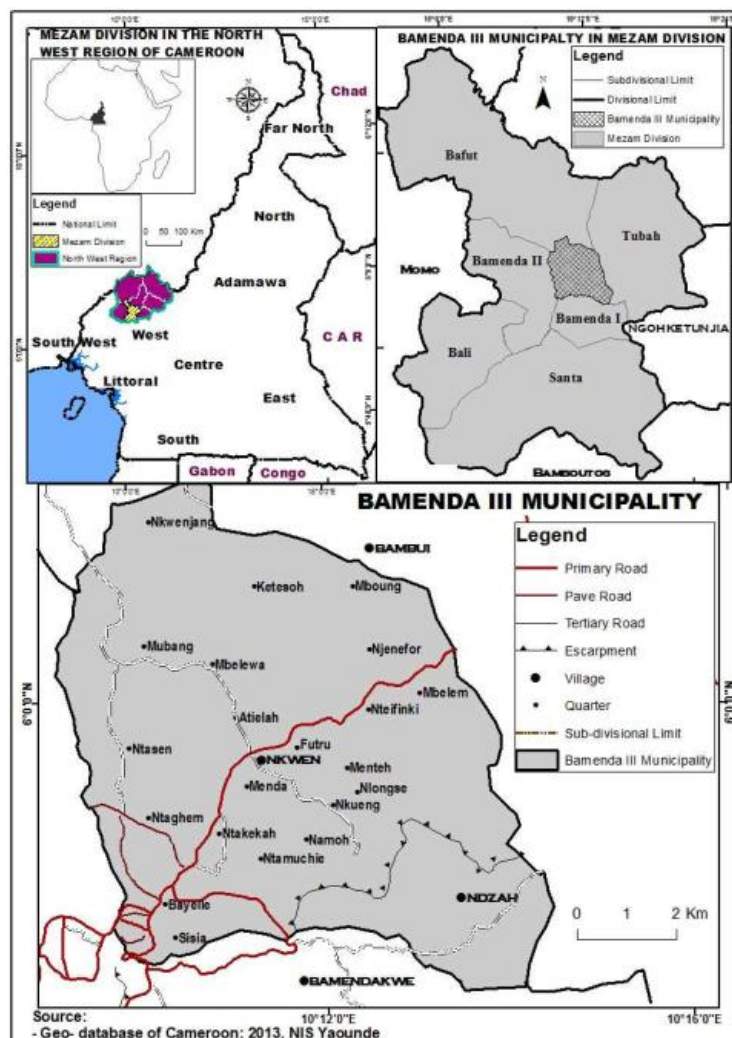 MEZAM DIVISION IN THE NORTH
WEST REGION OF CAMEROON
Chad
Far North
North
Legend
National Limit
Mezam Division
North West Region
0 50 100 Km
Adamawa
West
South West
Centre
CAR
Littoral
East
South
Gabon
Congo
BAMENDA III MUNICIPALTY IN MEZAM DIVISION
Legend
Subdivisional Limit
Divisional Limit
Bamenda III Municipality
Mezam Division
N
Bafut
Tubah
Bamenda II
Momo
Bamenda I
NGOHKETUNJIA
Bali
Santa
BAMBOUTOS
BAMENDA III MUNICIPALITY
Legend
Primary Road
Pave Road
Tertiary Road
Escarpment
Village
Quarter
Sub-divisional Limit
Bamenda III Municipality
Nkwenjang
BAMBUI
Ketesoh
Mboung
Mubang
Njenefor
Mbelewa
Mbelem
Atielah
Nteifinki
6°0'0"N
6°0'0"N
Ntasen
Futru
NKWEN
Menteh
Menda
Nlongse
Nkueng
Ntaghem
Ntakekah
Namoh
Ntamuchie
NDZAH
Bayelle
Sisia
0 1 2 Km
BAMENDAKWE
10°12'0"E
10°16'0"E
Source:
- Geo- database of Cameroon; 2013, NIS Yaounde